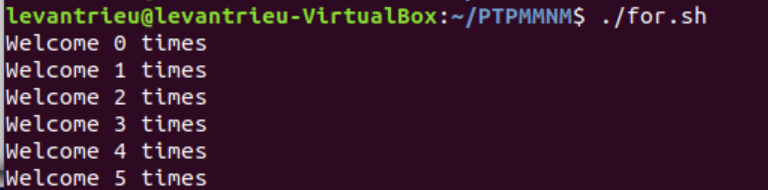 levantrieu@levantrieu-VirtualBox:~/PTPMMNM$ ./for.sh
Welcome 0 times
Welcome 1 times
Welcome 2 times
Welcome 3 times
Welcome 4 times
Welcome 5 times